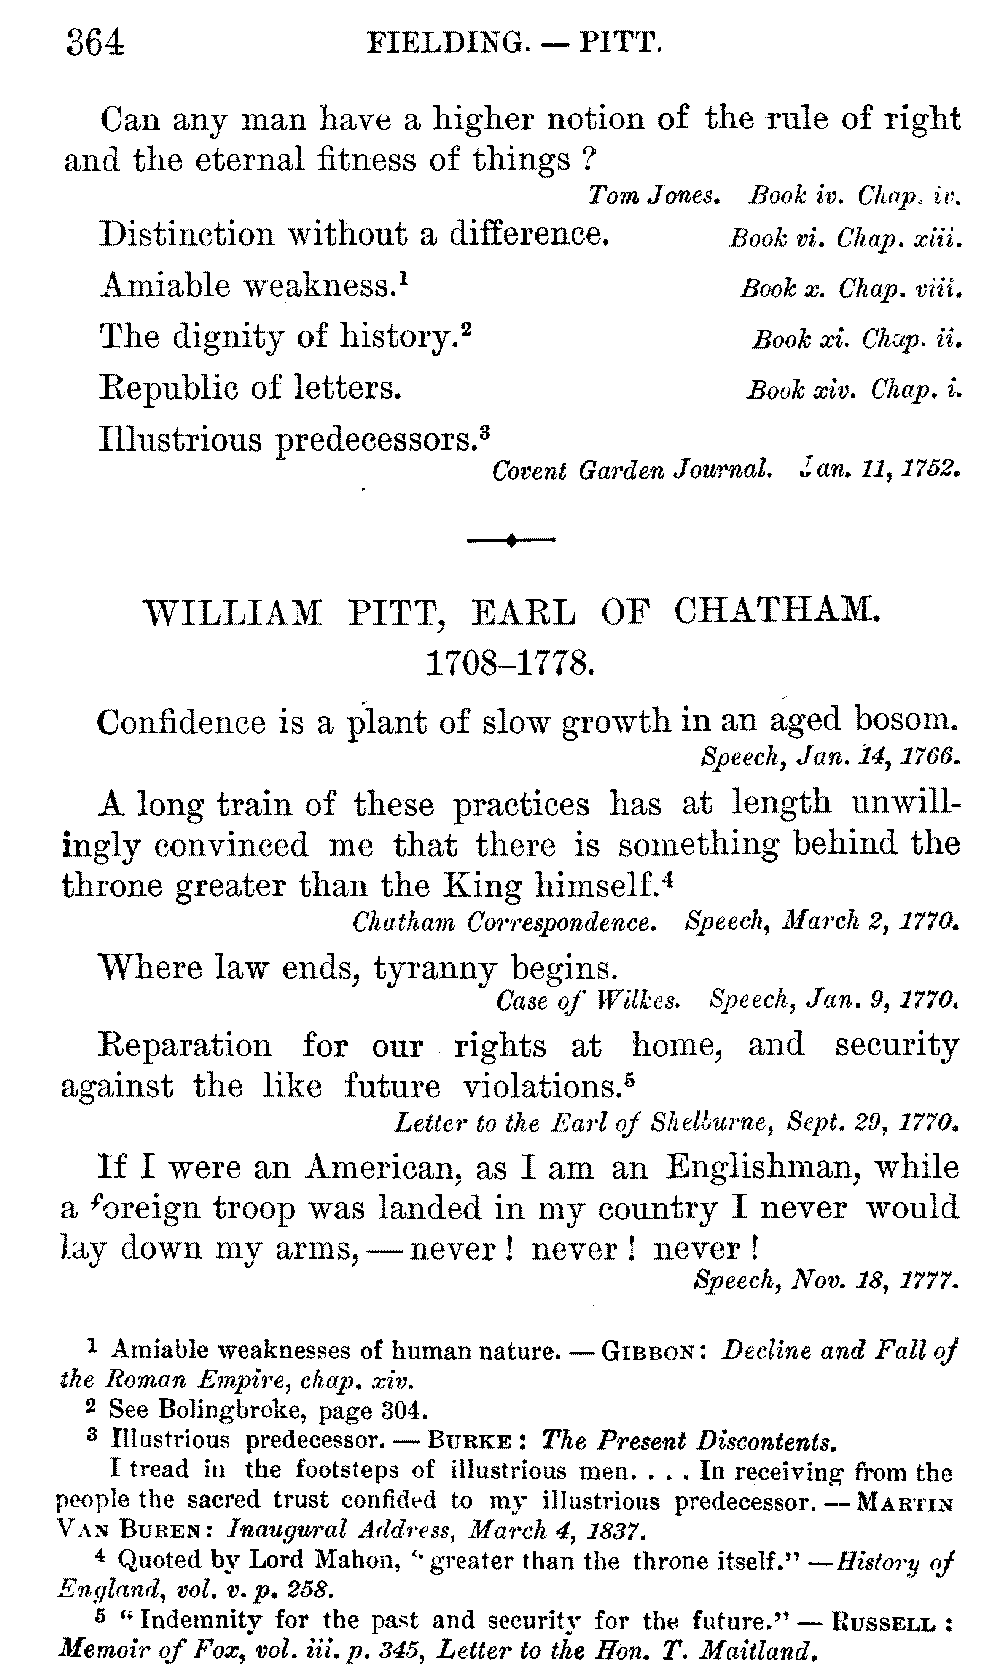 364 FIELDING. — PITT.
Can any man have a higher notion of the rule of right
and the eternal fitness of things ?
Tom Jones. Book iv. Chap. iv.
Distinction without a difference. Book vi. Chap. xiii.
Amiable weakness.¹ Book x. Chap. viii.
The dignity of history.² Book xi. Chap. ii.
Republic of letters. Book xiv. Chap. i.
Illustrious predecessors.³
Covent Garden Journal. Jan. 11, 1752.
WILLIAM PITT, EARL OF CHATHAM.
1708–1778.
Confidence is a plant of slow growth in an aged bosom.
Speech, Jan. 14, 1766.
A long train of these practices has at length unwill-
ingly convinced me that there is something behind the
throne greater than the King himself.⁴
Chatham Correspondence. Speech, March 2, 1770.
Where law ends, tyranny begins.
Case of Wilkes. Speech, Jan. 9, 1770.
Reparation for our rights at home, and security
against the like future violations.⁵
Letter to the Earl of Shelburne, Sept. 29, 1770.
If I were an American, as I am an Englishman, while
a foreign troop was landed in my country I never would
lay down my arms, — never ! never ! never !
Speech, Nov. 18, 1777.
¹ Amiable weaknesses of human nature. — GIBBON: Decline and Fall of
the Roman Empire, chap. xiv.
² See Bolingbroke, page 304.
³ Illustrious predecessor. — BURKE : The Present Discontents.
I tread in the footsteps of illustrious men. . . . In receiving from the
people the sacred trust confided to my illustrious predecessor. — MARTIN
VAN BUREN: Inaugural Address, March 4, 1837.
⁴ Quoted by Lord Mahon, "greater than the throne itself." — History of
England, vol. v. p. 258.
⁵ "Indemnity for the past and security for the future." — RUSSELL :
Memoir of Fox, vol. iii. p. 345, Letter to the Hon. T. Maitland.